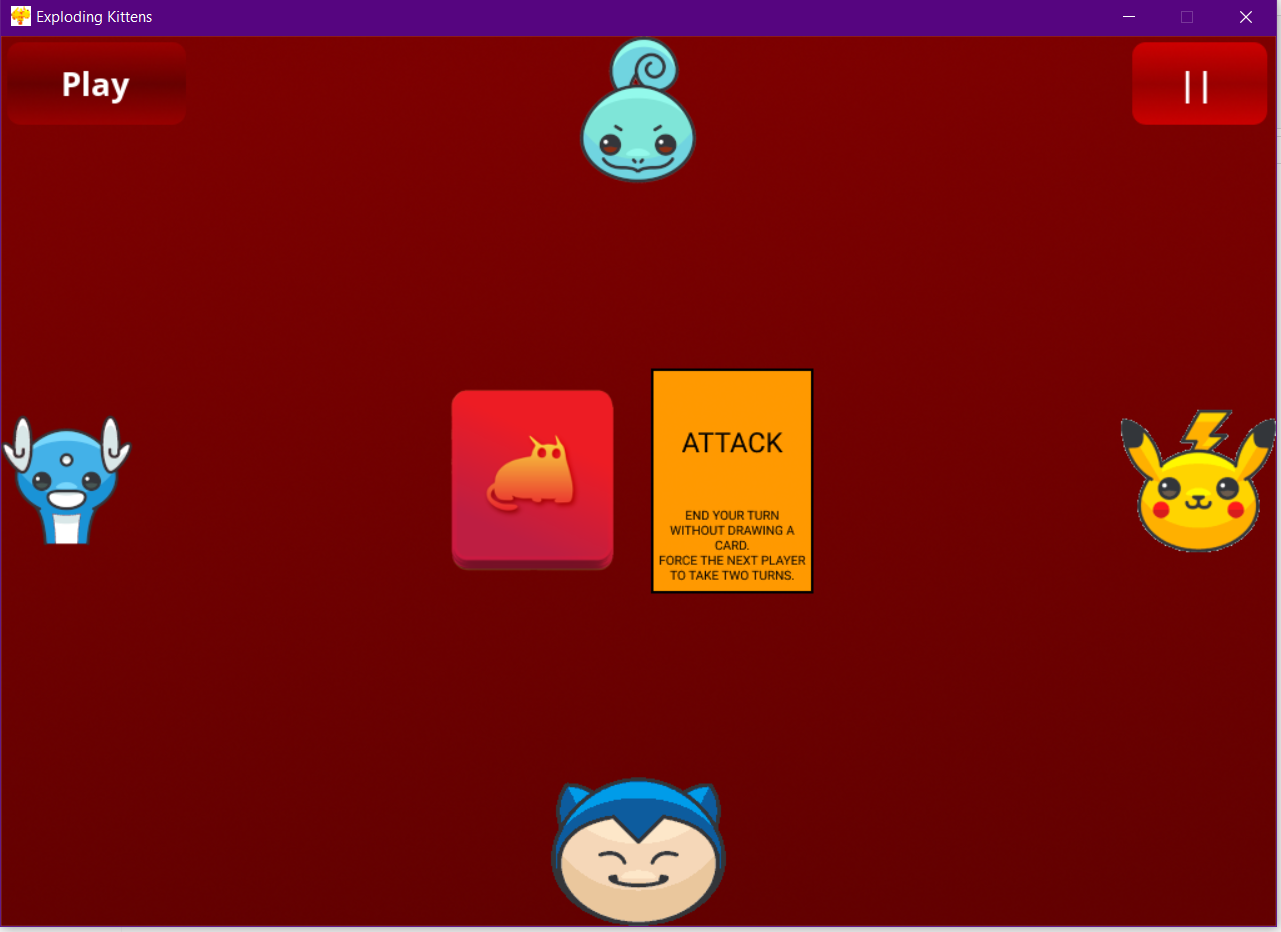 Exploding Kittens
Play
||
ATTACK
END YOUR TURN
WITHOUT DRAWING A
CARD.
FORCE THE NEXT PLAYER
TO TAKE TWO TURNS.